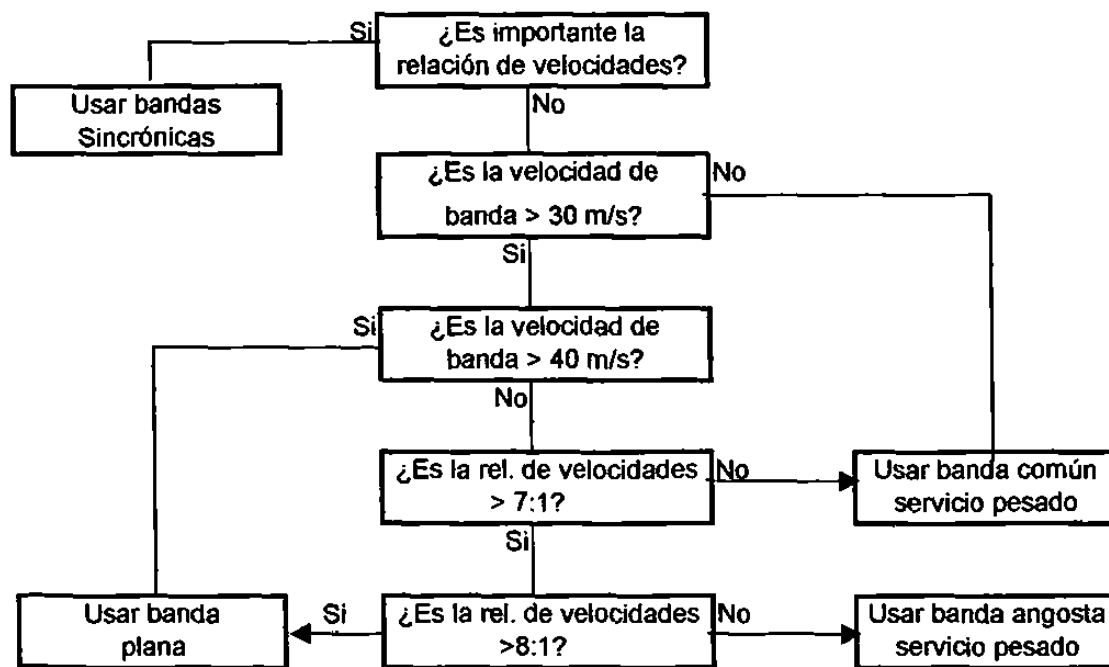 Si
¿Es importante la
relación de velocidades?
Usar bandas
Sincrónicas
No
¿Es la velocidad de
banda > 30 m/s?
No
Si
Si
¿Es la velocidad de
banda > 40 m/s?
No
¿Es la rel. de velocidades
> 7:1?
No
Usar banda común
servicio pesado
Si
Usar banda
plana
Si
¿Es la rel. de velocidades
>8:1?
No
Usar banda angosta
servicio pesado